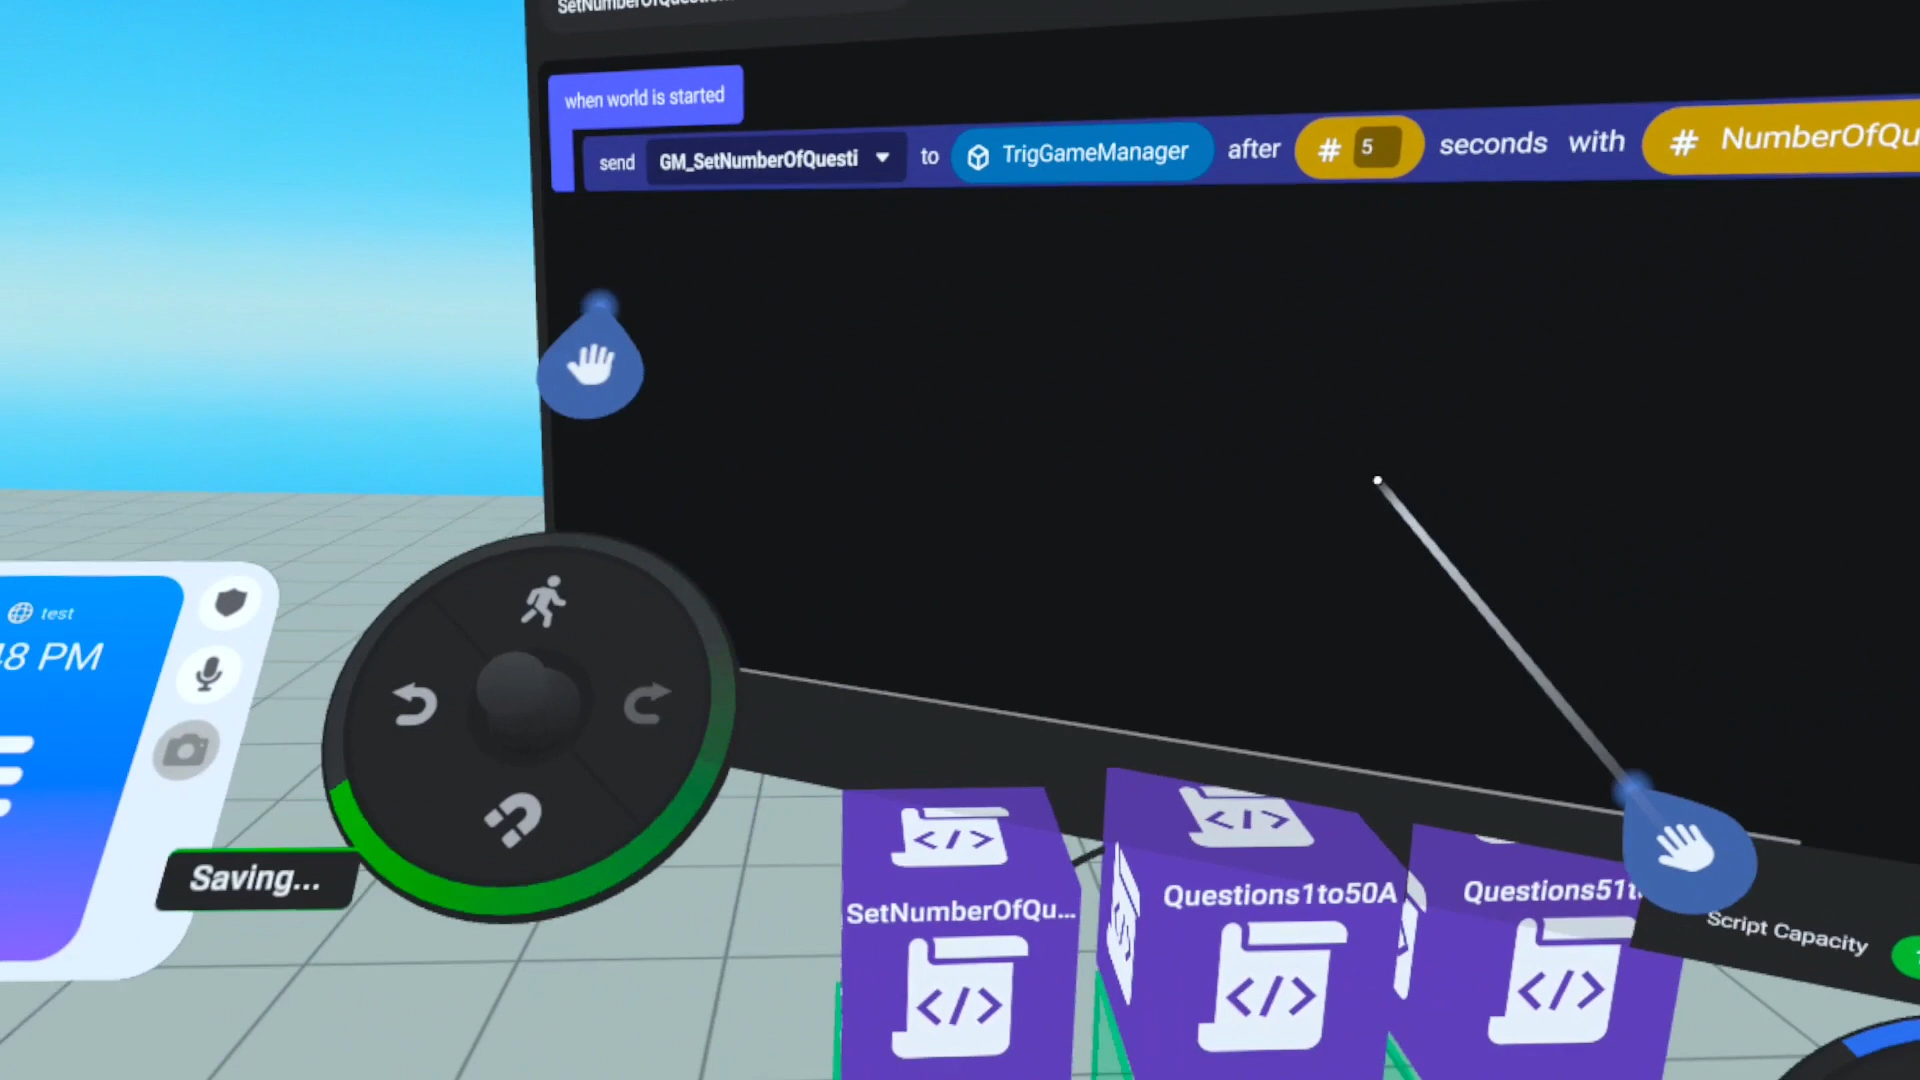 when world is started
send GM_SetNumberOfQuesti to TrigGameManager after # 5 seconds with # NumberOfQu
test
48 PM
Saving...
SetNumberOfQu...
Questions1to50A
Questions51t
Script Capacity